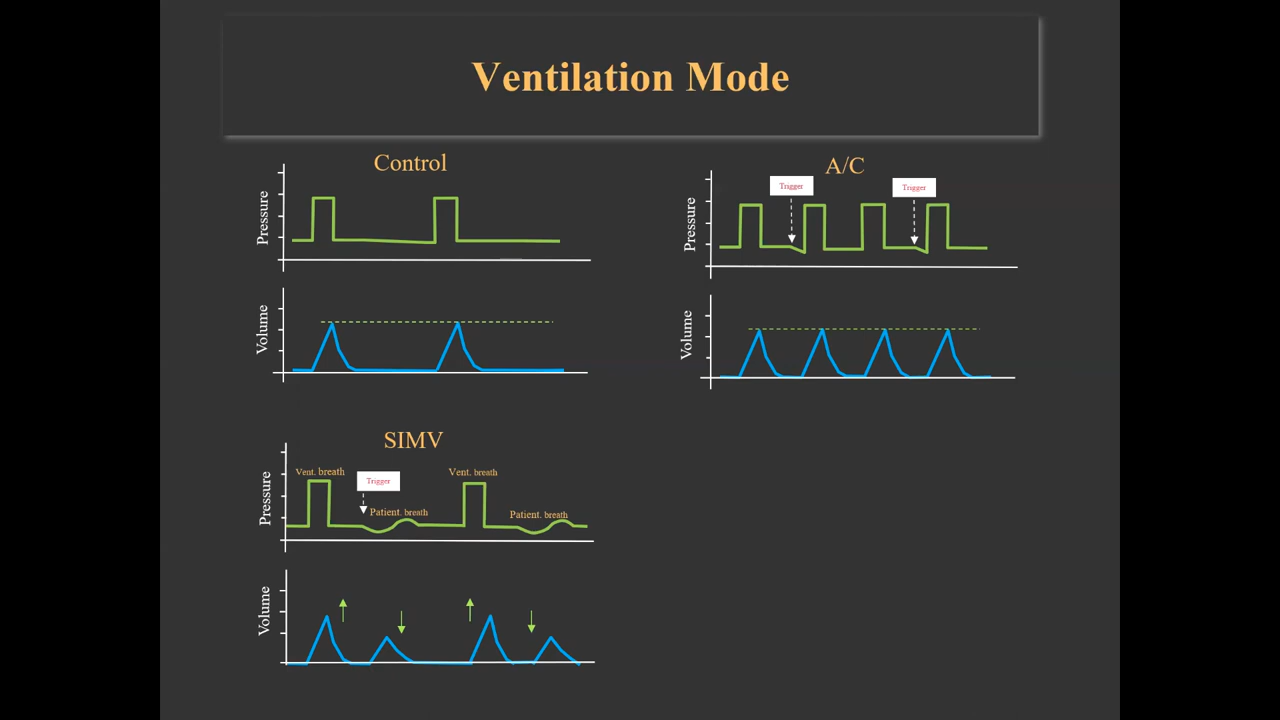 Ventilation Mode
Control
Pressure
Volume
A/C
Trigger
Trigger
Pressure
Volume
SIMV
Vent. breath
Trigger
Patient. breath
Vent. breath
Patient. breath
Pressure
Volume